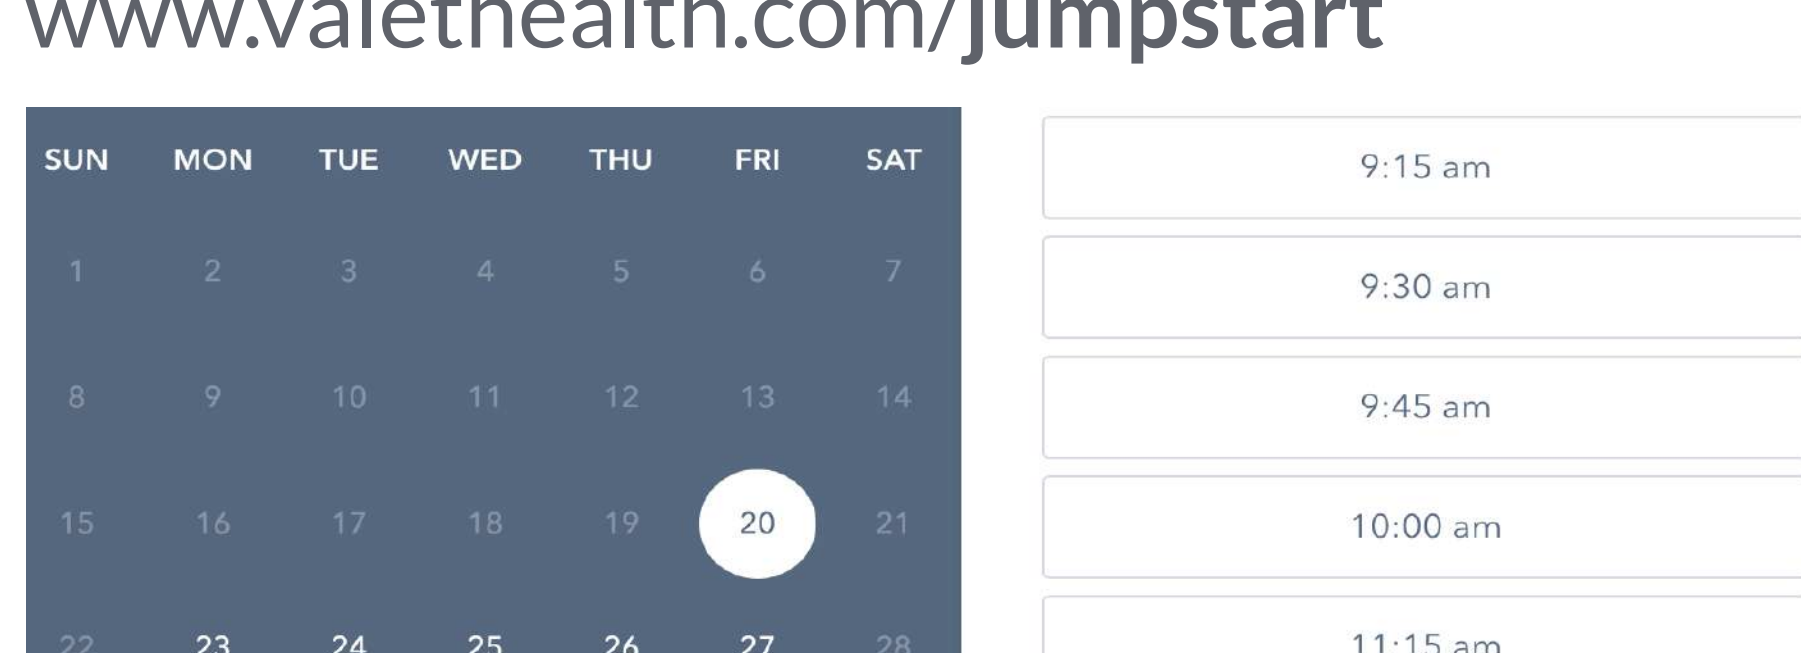 www.valethealth.com/jumpstart
SUN MON TUE WED THU FRI SAT
1 2 3 4 5 6 7
8 9 10 11 12 13 14
15 16 17 18 19 20 21
22 23 24 25 26 27 28
9:15 am
9:30 am
9:45 am
10:00 am
11:15 am